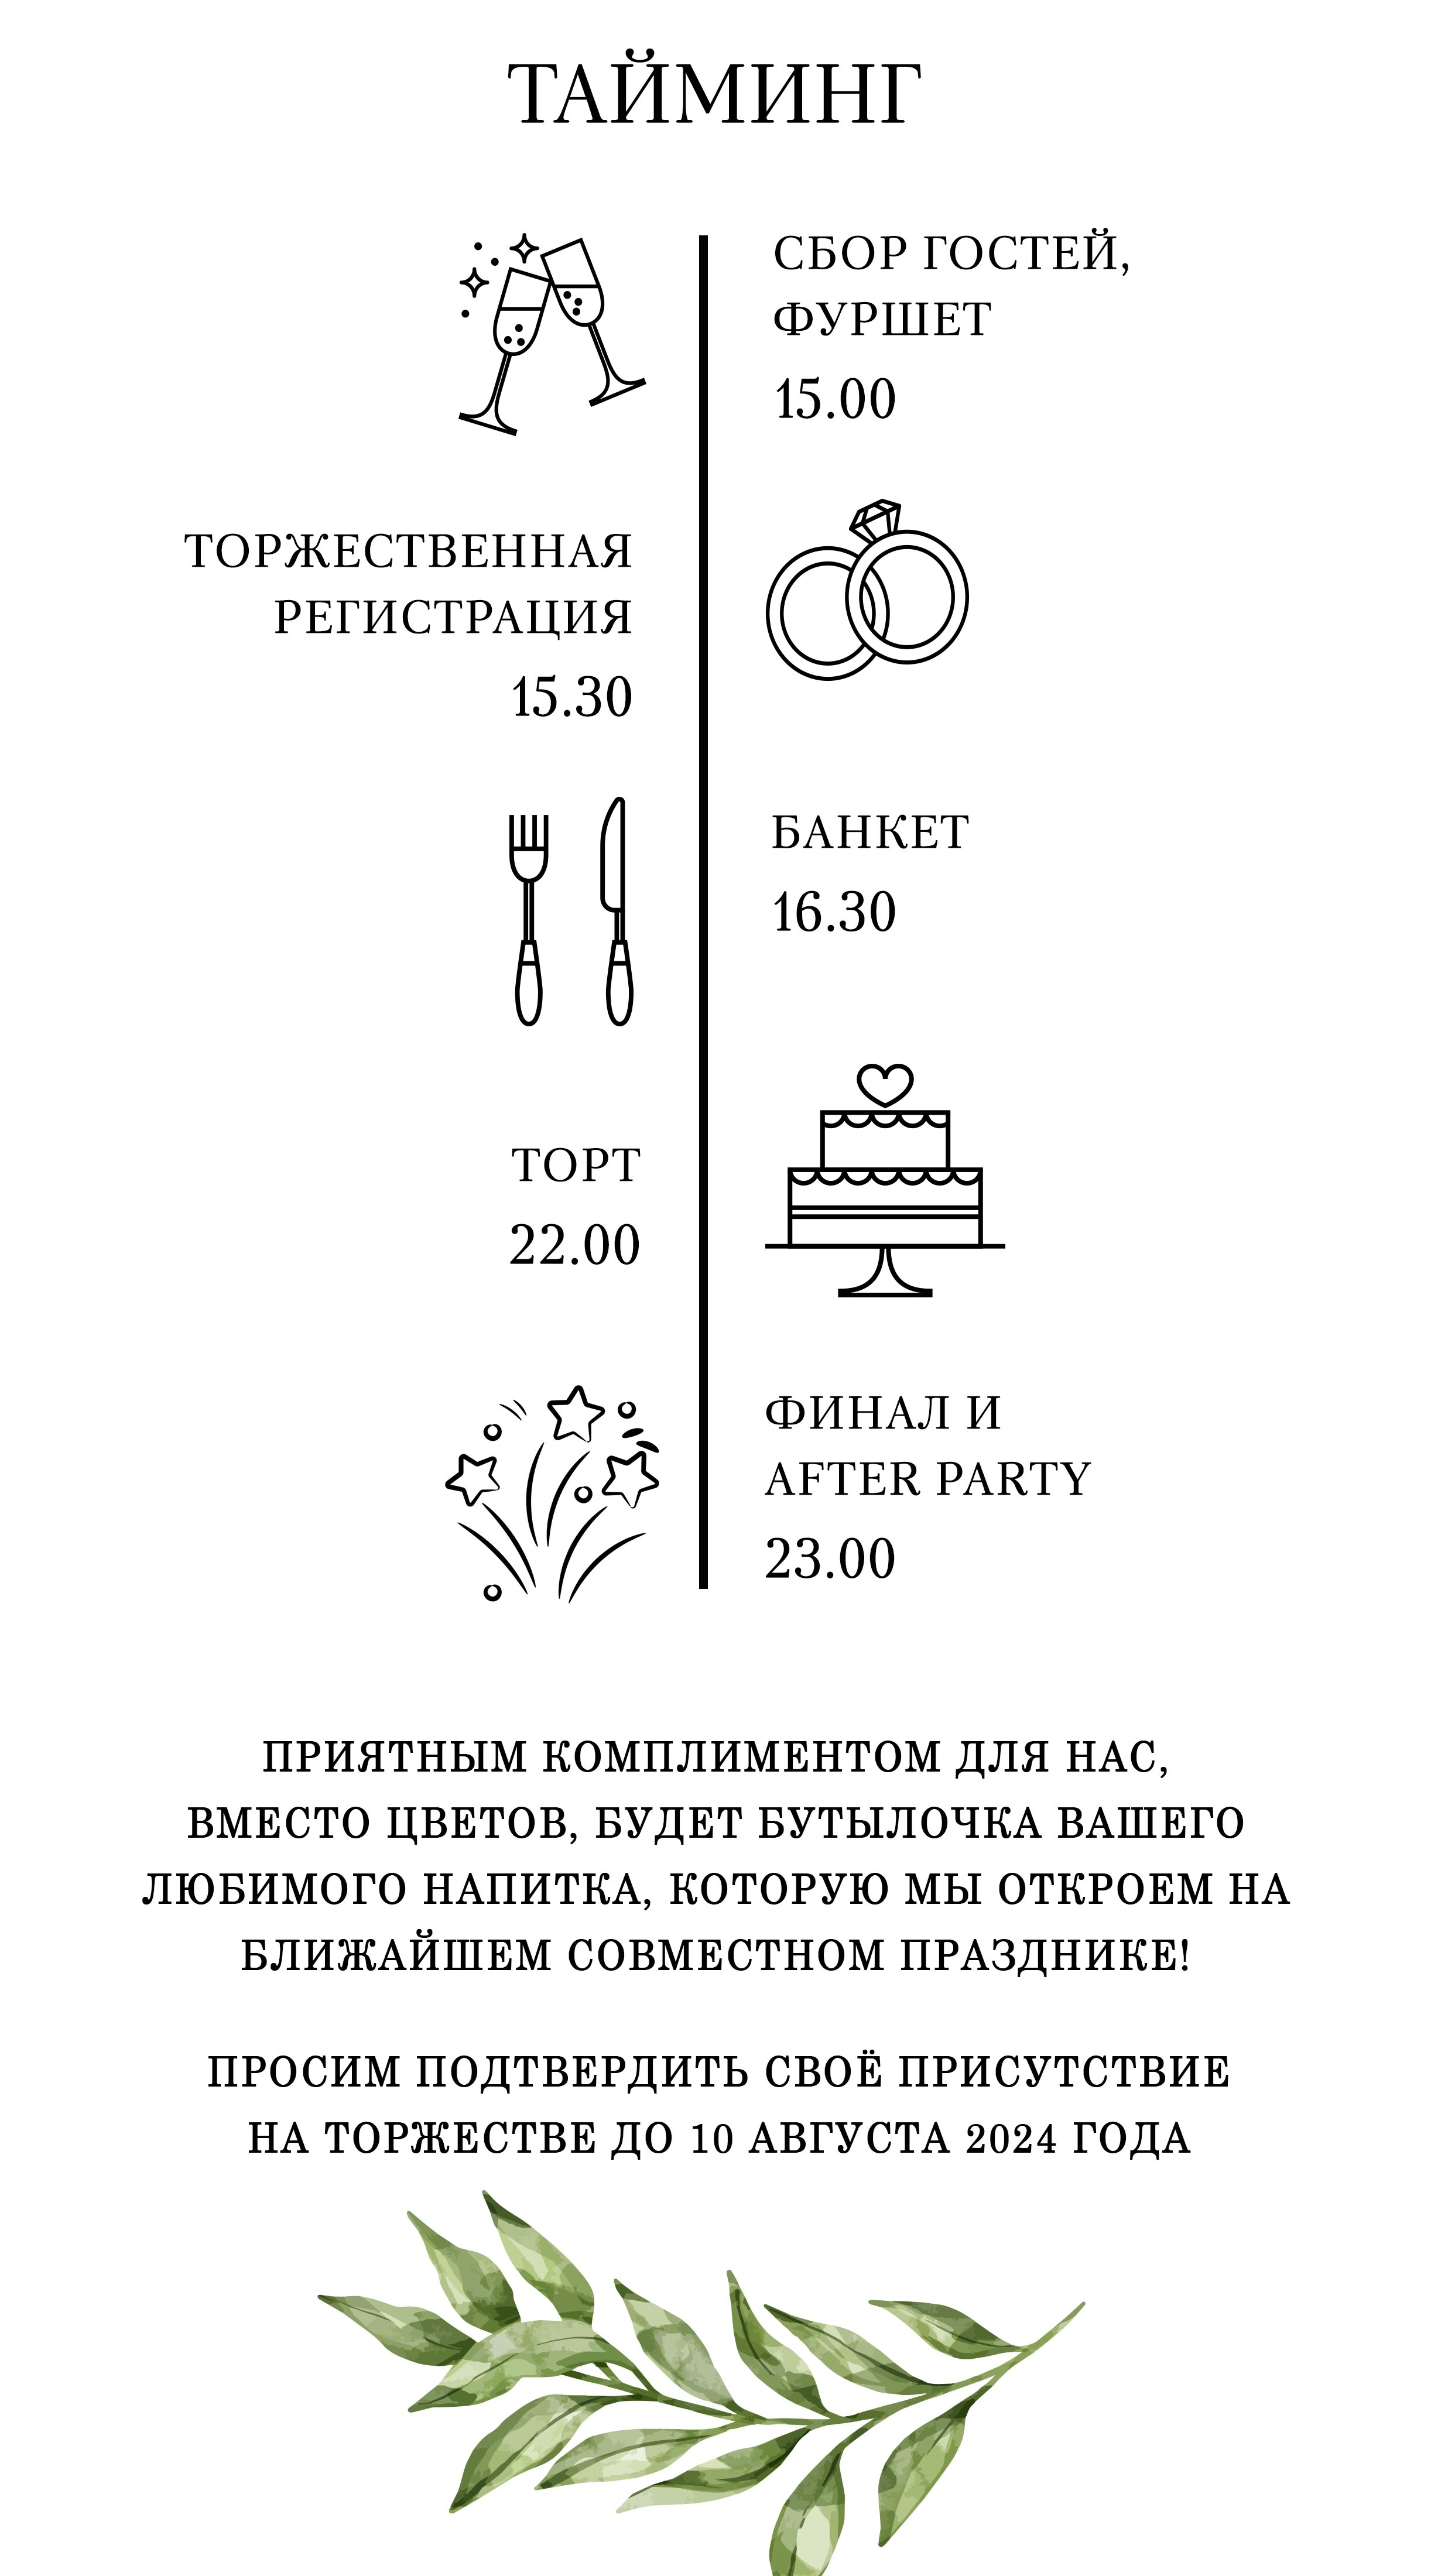 ТАЙМИНГ
СБОР ГОСТЕЙ,
ФУРШЕТ
15.00
ТОРЖЕСТВЕННАЯ
РЕГИСТРАЦИЯ
15.30
БАНКЕТ
16.30
ТОРТ
22.00
ФИНАЛ И
AFTER PARTY
23.00
ПРИЯТНЫМ КОМПЛИМЕНТОМ ДЛЯ НАС,
ВМЕСТО ЦВЕТОВ, БУДЕТ БУТЫЛОЧКА ВАШЕГО
ЛЮБИМОГО НАПИТКА, КОТОРУЮ МЫ ОТКРОЕМ НА
БЛИЖАЙШЕМ СОВМЕСТНОМ ПРАЗДНИКЕ!
ПРОСИМ ПОДТВЕРДИТЬ СВОЁ ПРИСУТСТВИЕ
НА ТОРЖЕСТВЕ ДО 10 АВГУСТА 2024 ГОДА